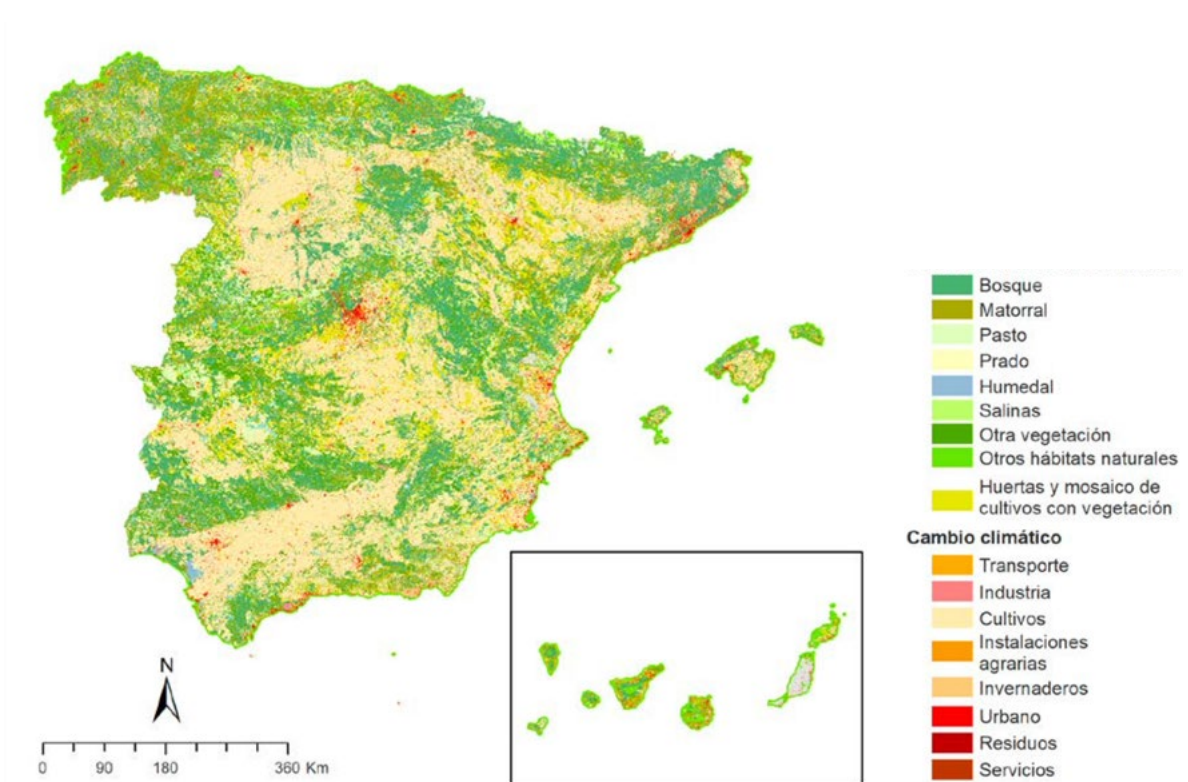 Bosque
Matorral
Pasto
Prado
Humedal
Salinas
Otra vegetación
Otros hábitats naturales
Huertas y mosaico de
cultivos con vegetación
Cambio climático
Transporte
Industria
Cultivos
Instalaciones
agrarias
Invernaderos
Urbano
Residuos
Servicios
N
0 90 180 360 Km